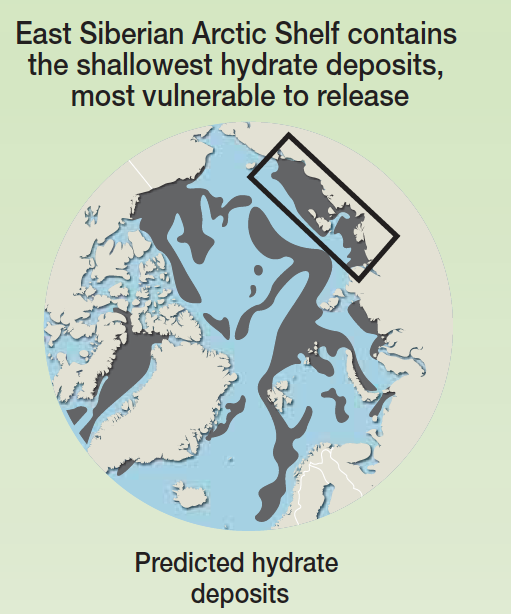 East Siberian Arctic Shelf contains
the shallowest hydrate deposits,
most vulnerable to release
Predicted hydrate
deposits